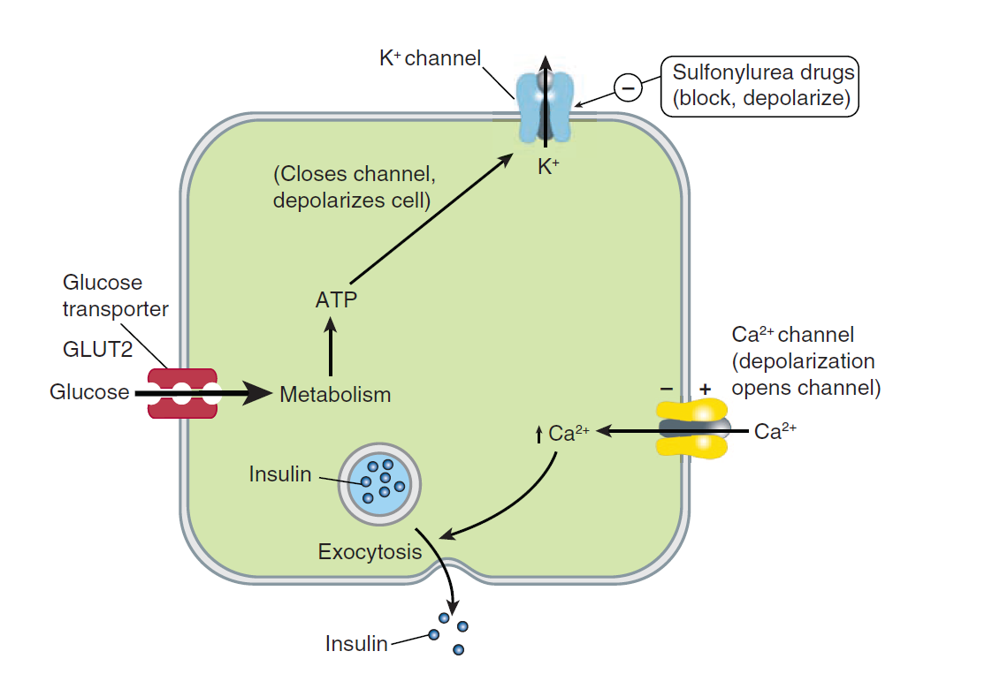 K⁺ channel
−
Sulfonylurea drugs
(block, depolarize)
K⁺
(Closes channel,
depolarizes cell)
Glucose
transporter
GLUT2
ATP
Glucose
Metabolism
Ca²⁺ channel
(depolarization
opens channel)
− +
↑ Ca²⁺
Ca²⁺
Insulin
Exocytosis
Insulin